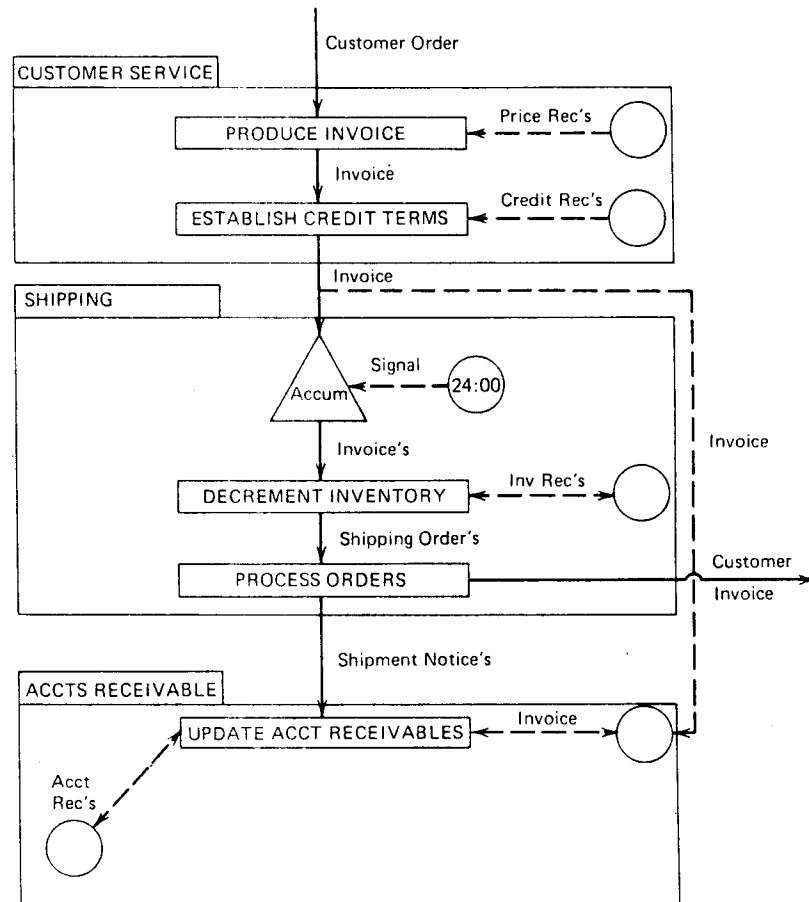 Customer Order
CUSTOMER SERVICE
Price Rec's
PRODUCE INVOICE
Invoice
Credit Rec's
ESTABLISH CREDIT TERMS
Invoice
SHIPPING
Signal
24:00
Accum
Invoice
Invoice's
Inv Rec's
DECREMENT INVENTORY
Shipping Order's
Customer
PROCESS ORDERS
Invoice
Shipment Notice's
ACCTS RECEIVABLE
Invoice
UPDATE ACCT RECEIVABLES
Acct
Rec's